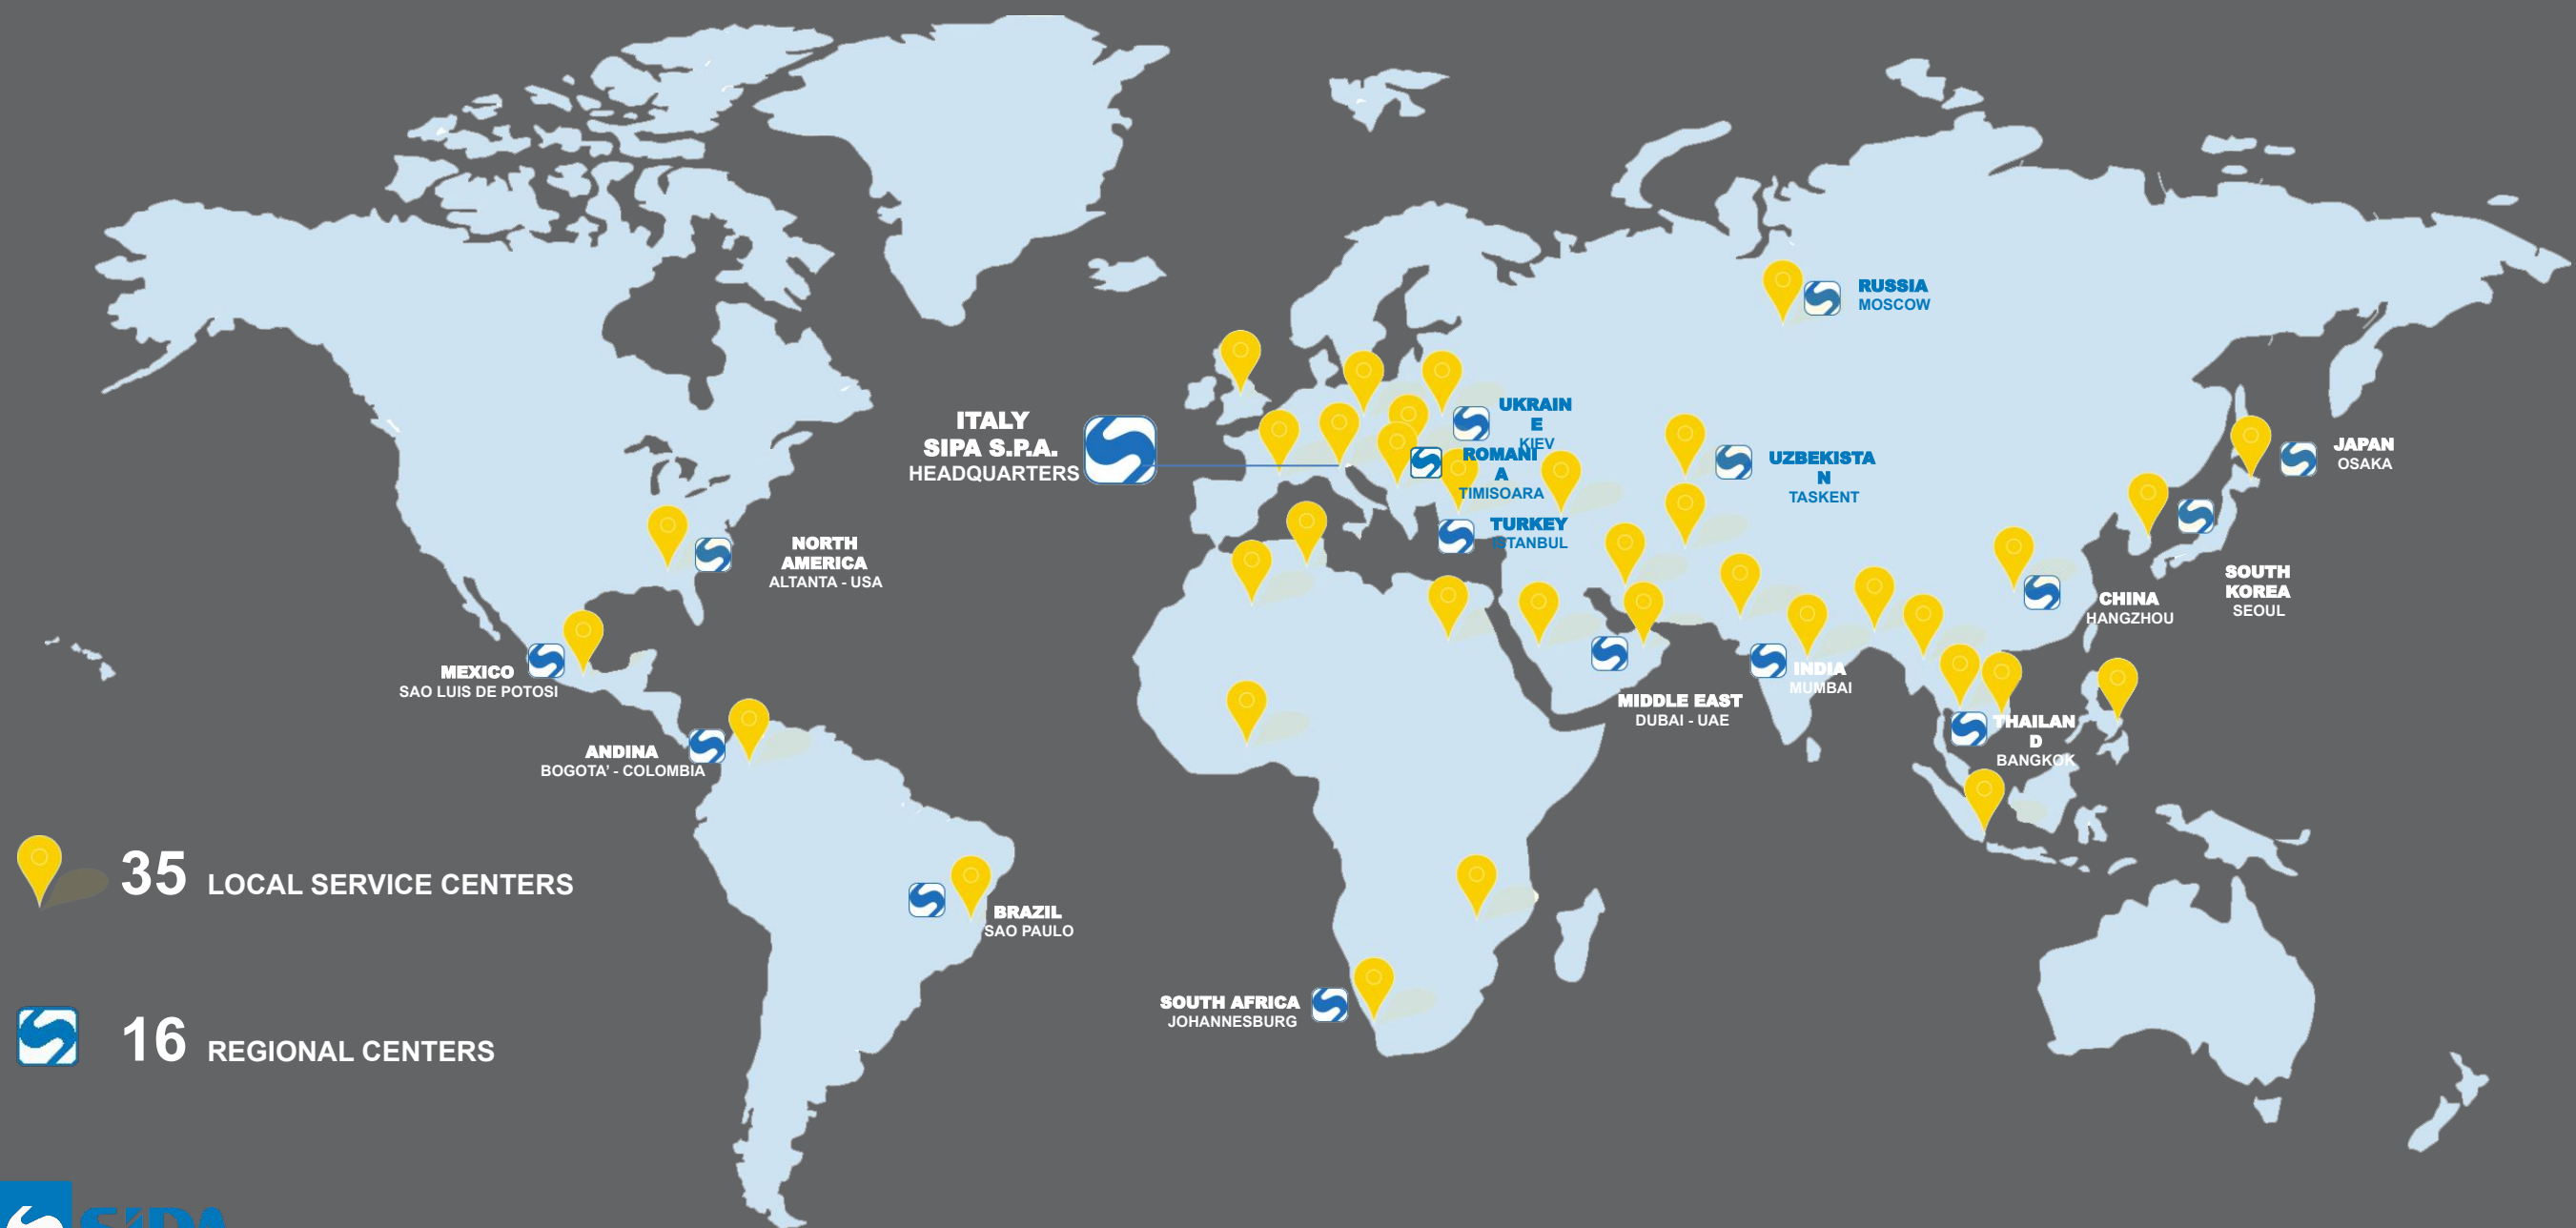 RUSSIA
MOSCOW
ITALY
SIPA S.P.A.
HEADQUARTERS
UKRAIN
E
KIEV
ROMANI
A
TIMISOARA
TURKEY
ISTANBUL
UZBEKISTA
N
TASKENT
JAPAN
OSAKA
NORTH
AMERICA
ALTANTA - USA
SOUTH
KOREA
SEOUL
CHINA
HANGZHOU
MEXICO
SAO LUIS DE POTOSI
INDIA
MUMBAI
MIDDLE EAST
DUBAI - UAE
THAILAN
D
BANGKOK
ANDINA
BOGOTA’ - COLOMBIA
35 LOCAL SERVICE CENTERS
BRAZIL
SAO PAULO
SOUTH AFRICA
JOHANNESBURG
16 REGIONAL CENTERS
SIPA